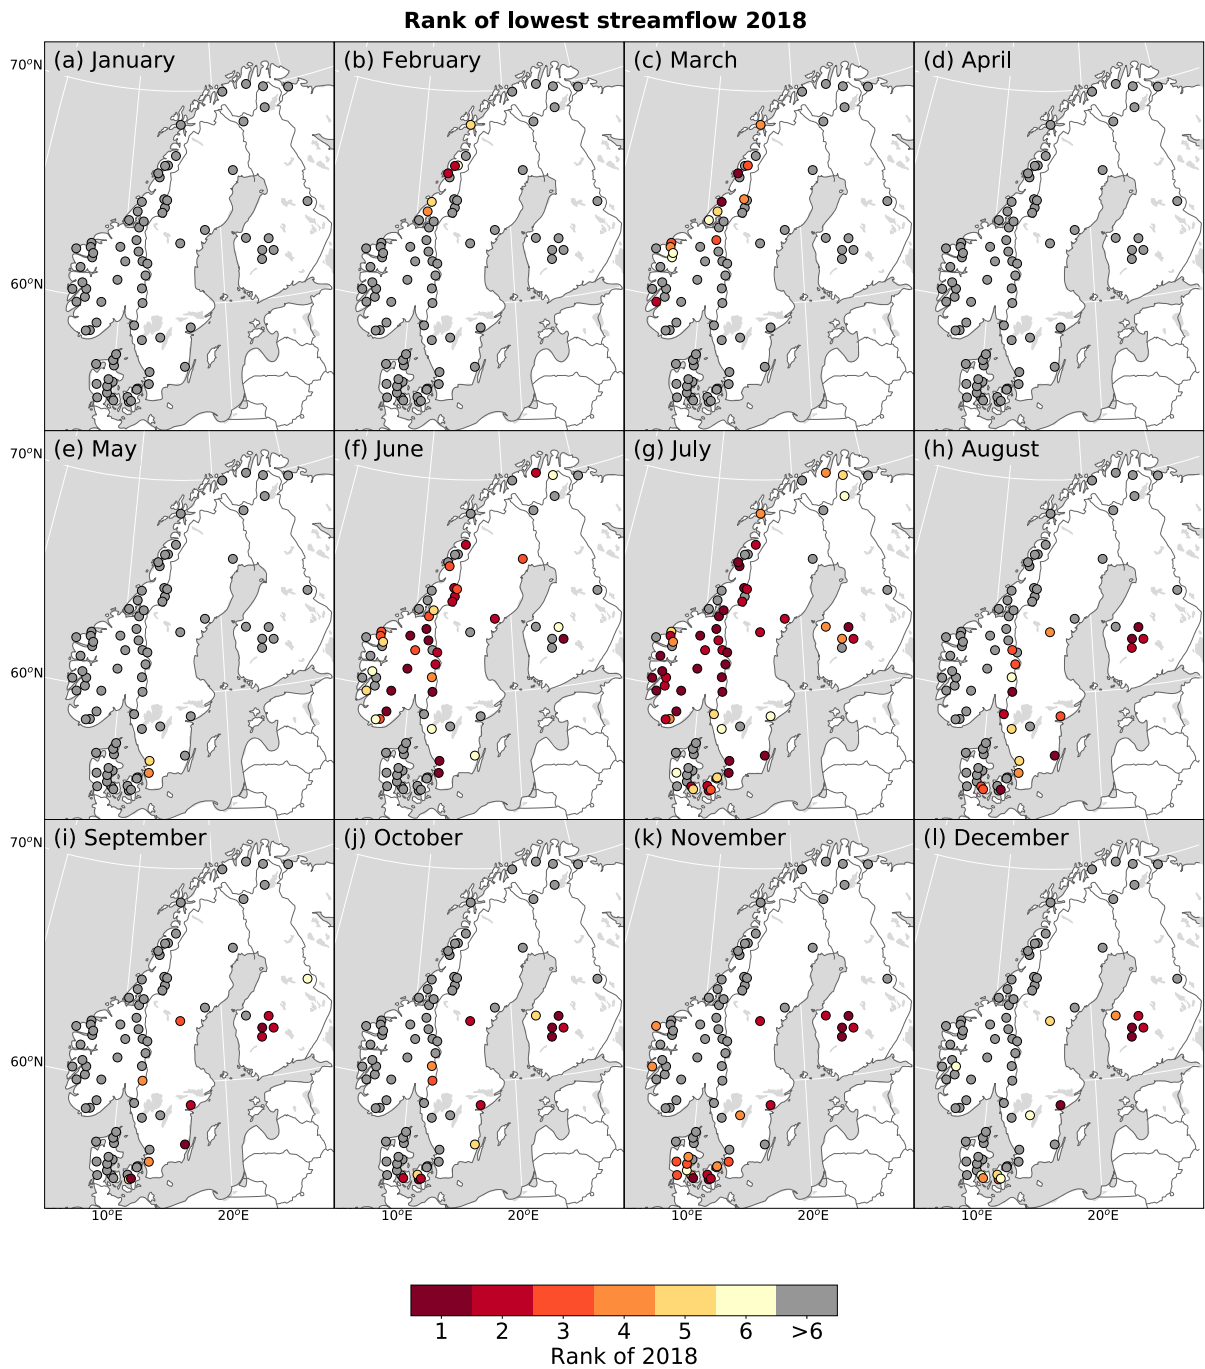 Rank of lowest streamflow 2018
(a) January
(b) February
(c) March
(d) April
70°N
60°N
(e) May
(f) June
(g) July
(h) August
70°N
60°N
(i) September
(j) October
(k) November
(l) December
70°N
60°N
10°E 20°E 10°E 20°E 10°E 20°E 10°E 20°E
1 2 3 4 5 6 >6
Rank of 2018